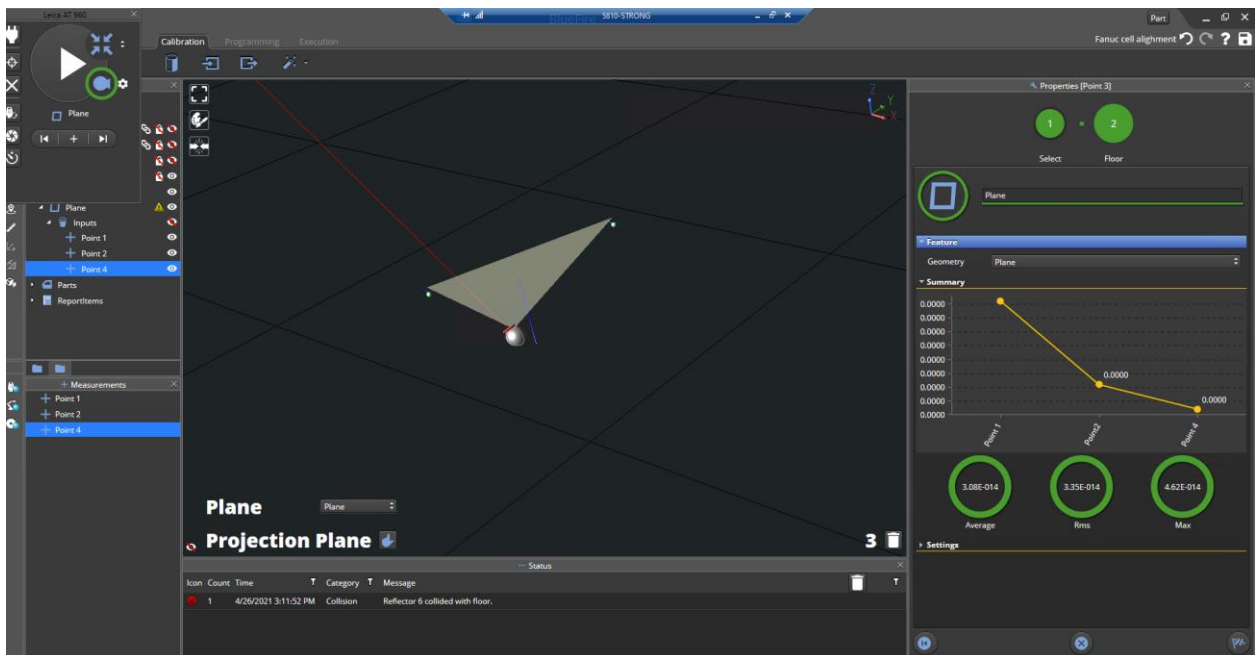 Leica AT 960
BlueFire
5810-STRONG
Part
Calibration Programming Execution
Fanuc cell alighment
Plane
Plane
Inputs
Point 1
Point 2
Point 4
Parts
ReportItems
Measurements
Point 1
Point 2
Point 4
Z
Y
X
Plane
Plane
Projection Plane
3
Status
Icon Count Time Category Message
1 4/26/2021 3:11:52 PM Collision Reflector 6 collided with floor.
Properties [Point 3]
1 2
Select Floor
Plane
Feature
Geometry Plane
Summary
0.0000
0.0000
0.0000
0.0000
0.0000
0.0000
0.0000
0.0000
0.0000
0.0000
0.0000
Point 1
Point2
Point 4
3.08E-014 3.35E-014 4.62E-014
Average Rms Max
Settings